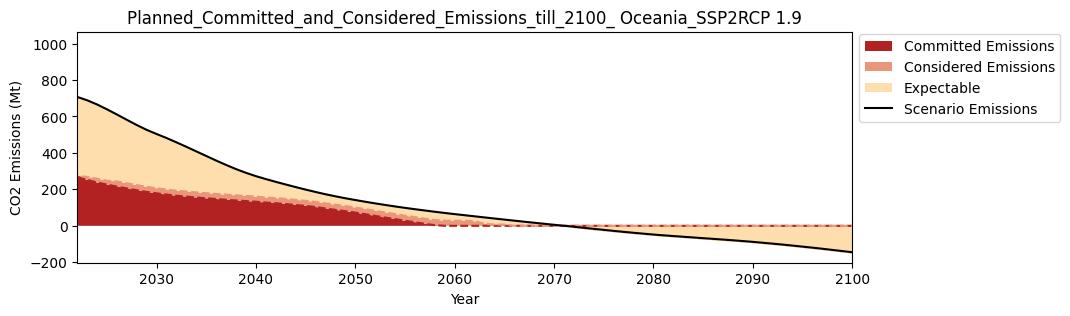 Planned_Committed_and_Considered_Emissions_till_2100_ Oceania_SSP2RCP 1.9
CO2 Emissions (Mt)
1000
800
600
400
200
0
−200
2030
2040
2050
2060
2070
2080
2090
2100
Year
Committed Emissions
Considered Emissions
Expectable
Scenario Emissions